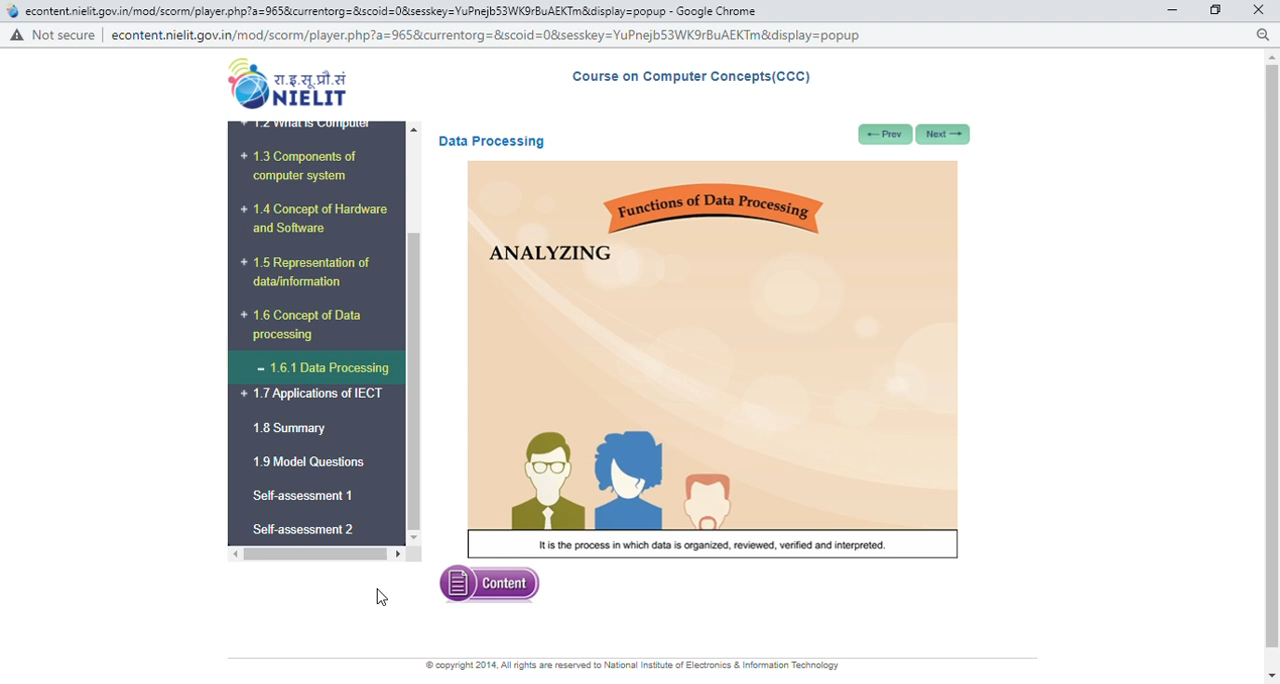 econtent.nielit.gov.in/mod/scorm/player.php?a=965&currentorg=&scoid=0&sesskey=YuPnejb53WK9rBuAEKTm&display=popup - Google Chrome
Not secure
econtent.nielit.gov.in/mod/scorm/player.php?a=965&currentorg=&scoid=0&sesskey=YuPnejb53WK9rBuAEKTm&display=popup
रा.इ.सू.प्रौ.सं
NIELIT
Course on Computer Concepts(CCC)
+ 1.2 What is Computer
+ 1.3 Components of
computer system
+ 1.4 Concept of Hardware
and Software
+ 1.5 Representation of
data/information
+ 1.6 Concept of Data
processing
– 1.6.1 Data Processing
+ 1.7 Applications of IECT
1.8 Summary
1.9 Model Questions
Self-assessment 1
Self-assessment 2
Data Processing
← Prev
Next →
Functions of Data Processing
ANALYZING
It is the process in which data is organized, reviewed, verified and interpreted.
Content
© copyright 2014, All rights are reserved to National Institute of Electronics & Information Technology